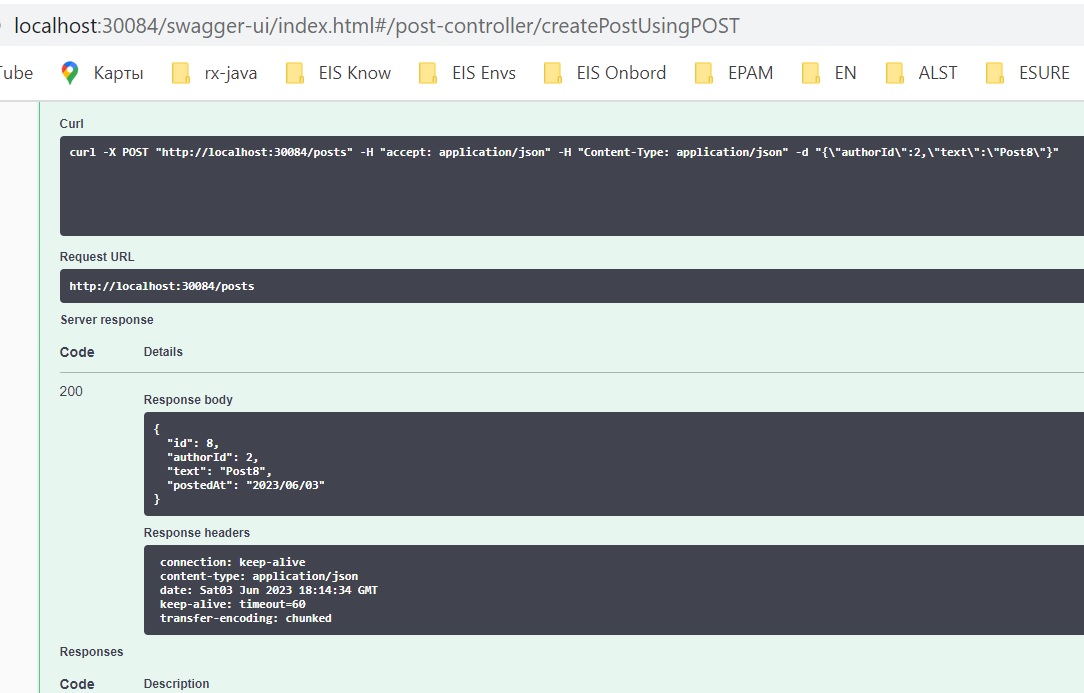 localhost:30084/swagger-ui/index.html#/post-controller/createPostUsingPOST
Tube Карты rx-java EIS Know EIS Envs EIS Onbord EPAM EN ALST ESURE
Curl
curl -X POST "http://localhost:30084/posts" -H "accept: application/json" -H "Content-Type: application/json" -d "{\"authorId\":2,\"text\":\"Post8\"}"
Request URL
http://localhost:30084/posts
Server response
Code Details
200
Response body
{
"id": 8,
"authorId": 2,
"text": "Post8",
"postedAt": "2023/06/03"
}
Response headers
connection: keep-alive
content-type: application/json
date: Sat03 Jun 2023 18:14:34 GMT
keep-alive: timeout=60
transfer-encoding: chunked
Responses
Code Description